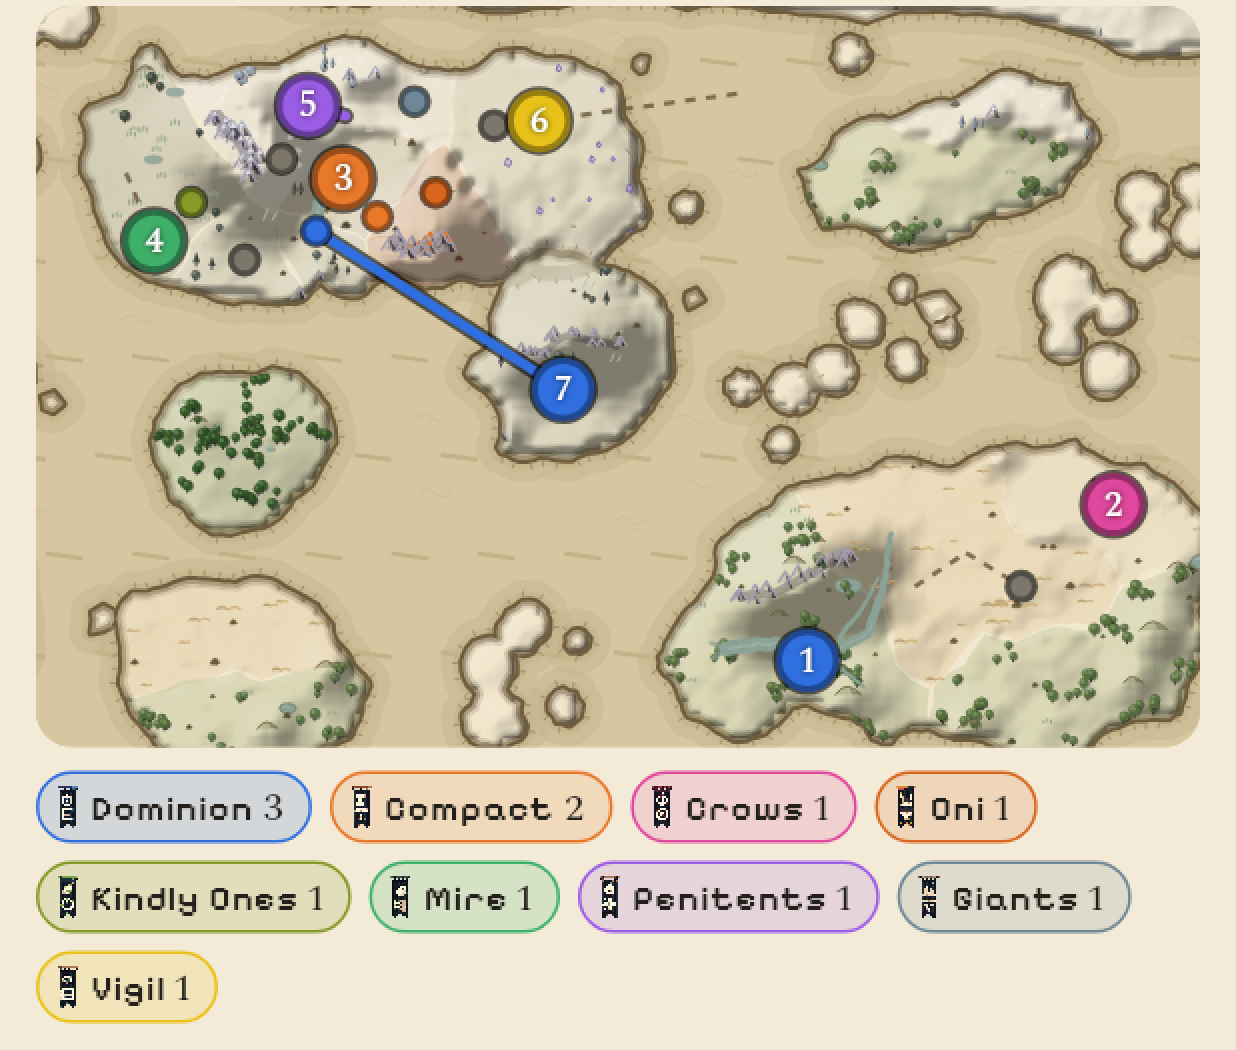 5
6
3
4
7
2
1
Dominion 3
Compact 2
Crows 1
Oni 1
Kindly Ones 1
Mire 1
Penitents 1
Giants 1
Vigil 1